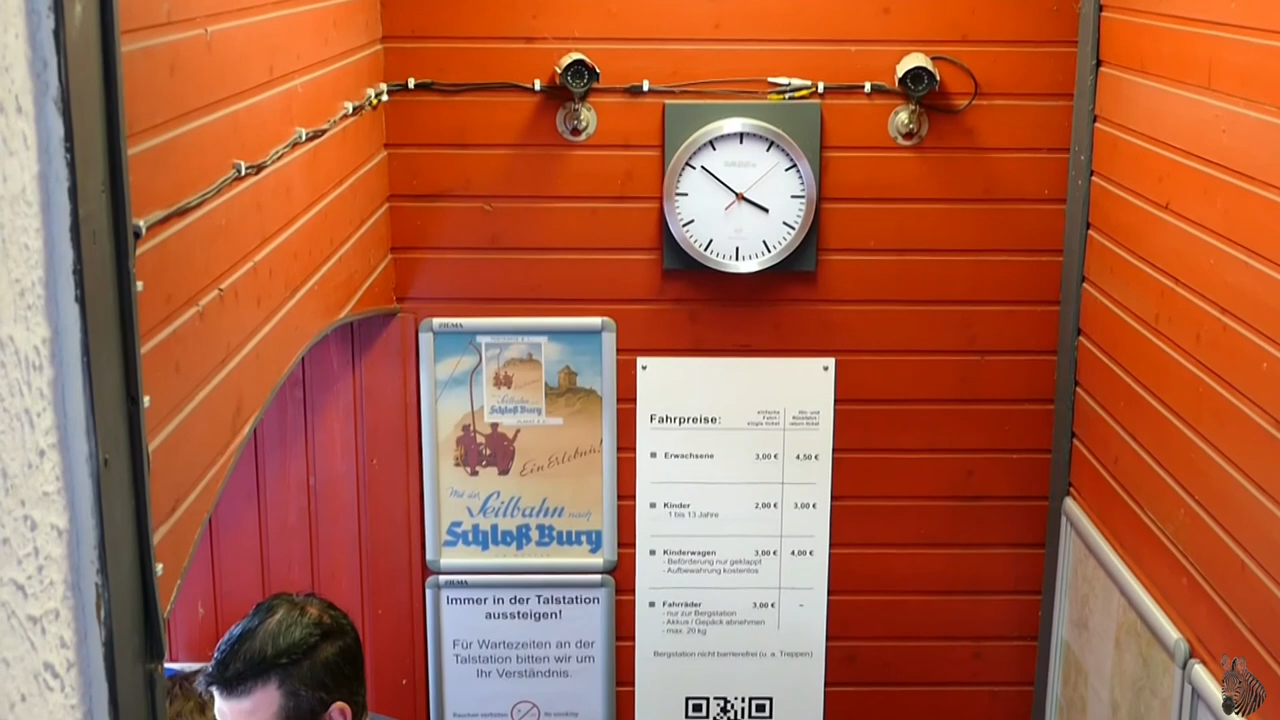 SIGMA
Schloß Burg
Ein Erlebnis!
Mit der
Seilbahn nach
Schloß Burg
SIGMA
Immer in der Talstation
aussteigen!
Für Wartezeiten an der
Talstation bitten wir um
Ihr Verständnis.
Rauchen verboten No smoking
Fahrpreise:
einfache Fahrt / single-ticket
Hin- und Rückfahrt / return-ticket
Erwachsene 3,00 € 4,50 €
Kinder 2,00 € 3,00 €
1 bis 13 Jahre
Kinderwagen 3,00 € 4,00 €
- Beförderung nur geklappt
- Aufbewahrung kostenlos
Fahrräder 3,00 € –
- nur zur Bergstation
- Akkus / Gepäck abnehmen
- max. 20 kg
Bergstation nicht barrierefrei (u. a. Treppen)